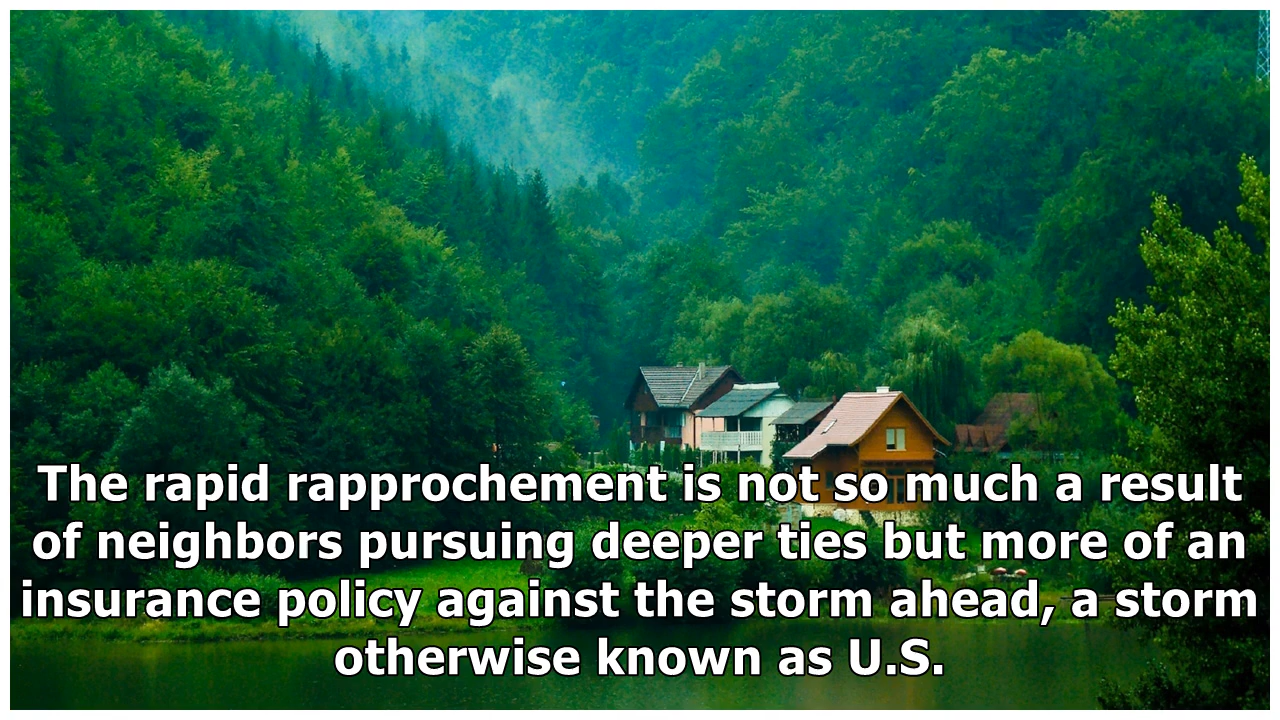 The rapid rapprochement is not so much a result
of neighbors pursuing deeper ties but more of an
insurance policy against the storm ahead, a storm
otherwise known as U.S.